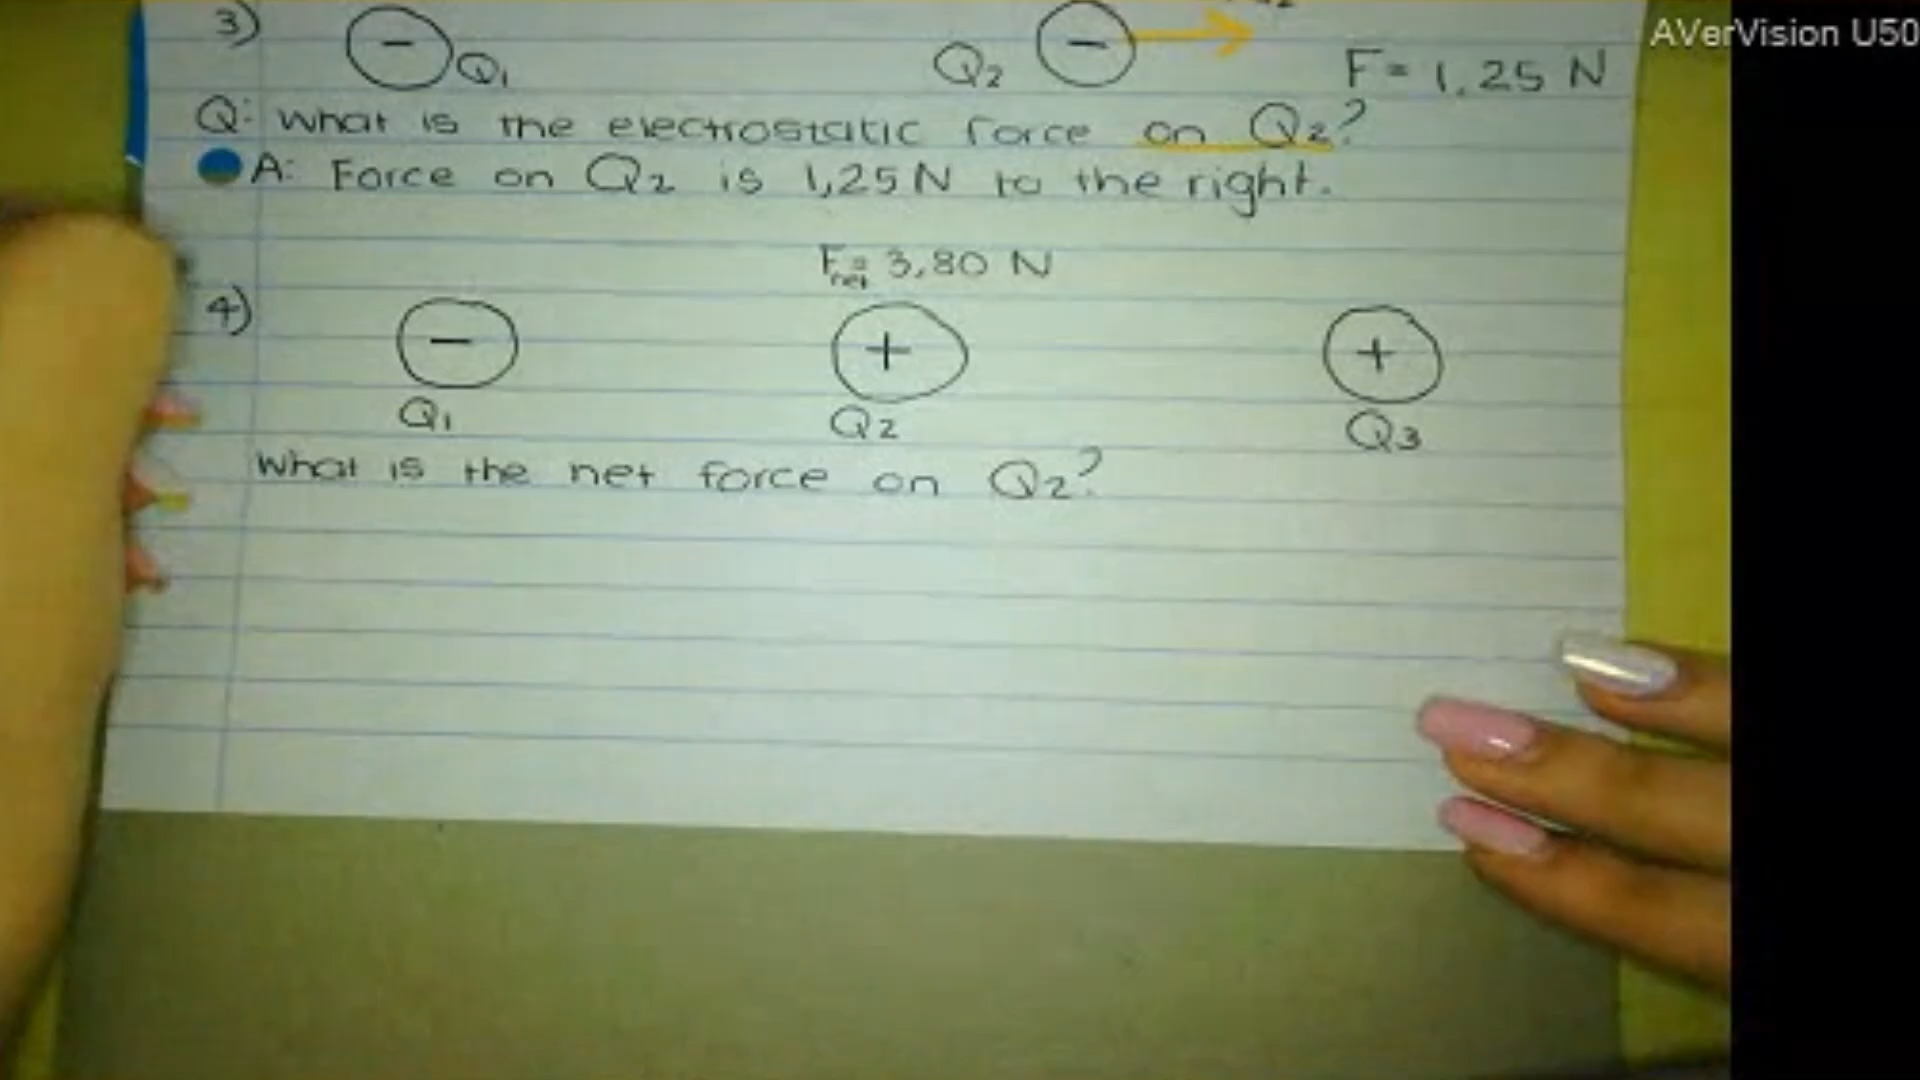 AVerVision U50
3) - Q1 Q2 - F = 1,25 N
Q: What is the electrostatic force on Q2?
A: Force on Q2 is 1,25 N to the right.
Fnet = 3,80 N
4) - + +
Q1 Q2 Q3
What is the net force on Q2?